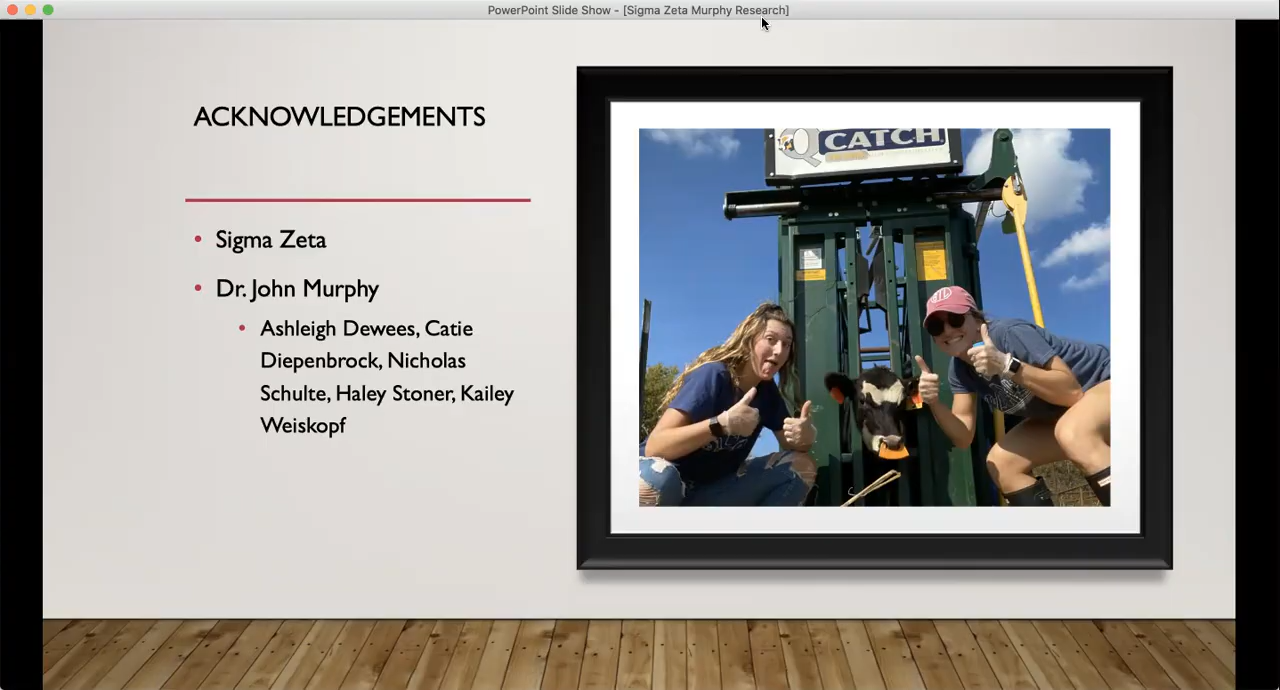 PowerPoint Slide Show - [Sigma Zeta Murphy Research]
ACKNOWLEDGEMENTS
Sigma Zeta
Dr. John Murphy
Ashleigh Dewees, Catie
Diepenbrock, Nicholas
Schulte, Haley Stoner, Kailey
Weiskopf
Q CATCH